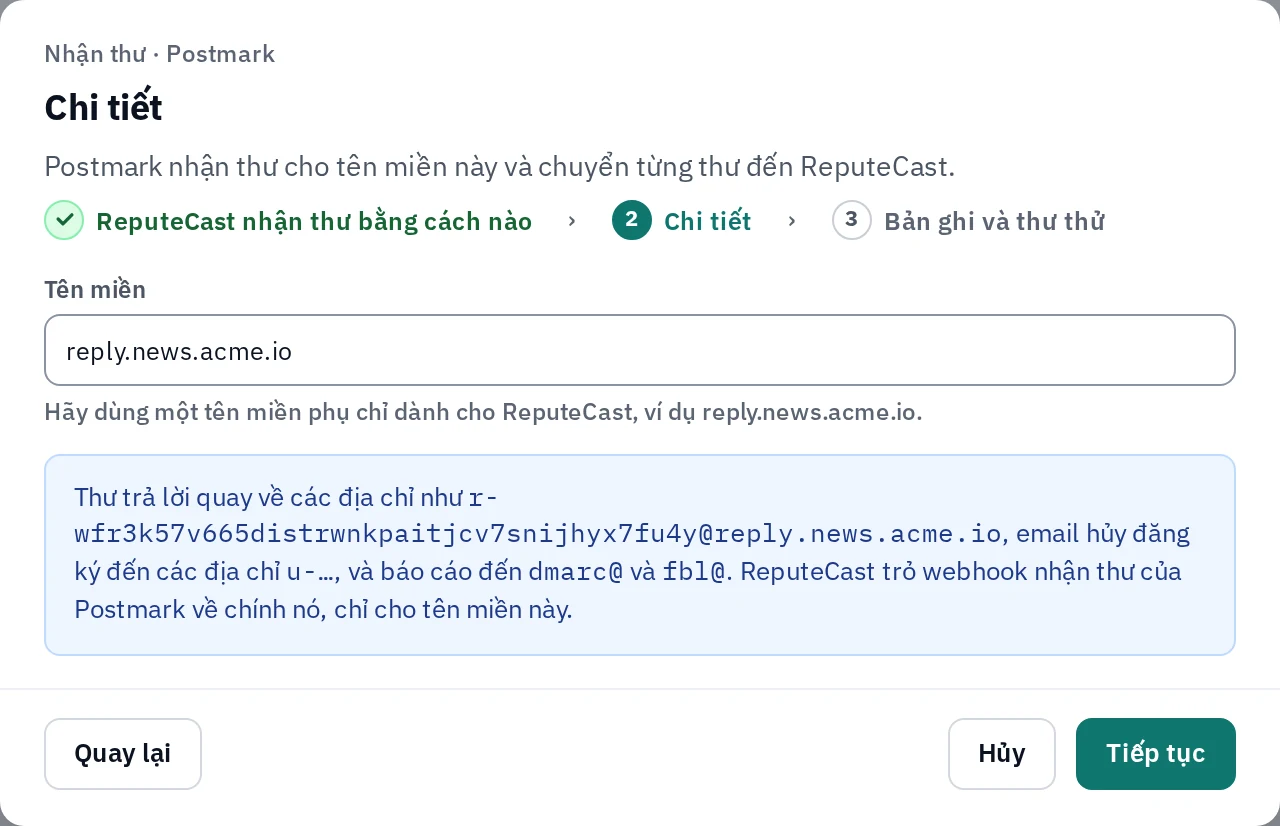 Nhận thư · Postmark
Chi tiết
Postmark nhận thư cho tên miền này và chuyển từng thư đến ReputeCast.
ReputeCast nhận thư bằng cách nào › 2 Chi tiết › 3 Bản ghi và thư thử
Tên miền
reply.news.acme.io
Hãy dùng một tên miền phụ chỉ dành cho ReputeCast, ví dụ reply.news.acme.io.
Thư trả lời quay về các địa chỉ như r-
wfr3k57v665distrwnkpaitjcv7snijhyx7fu4y@reply.news.acme.io, email hủy đăng
ký đến các địa chỉ u-…, và báo cáo đến dmarc@ và fbl@. ReputeCast trỏ webhook nhận thư của
Postmark về chính nó, chỉ cho tên miền này.
Quay lại Hủy Tiếp tục